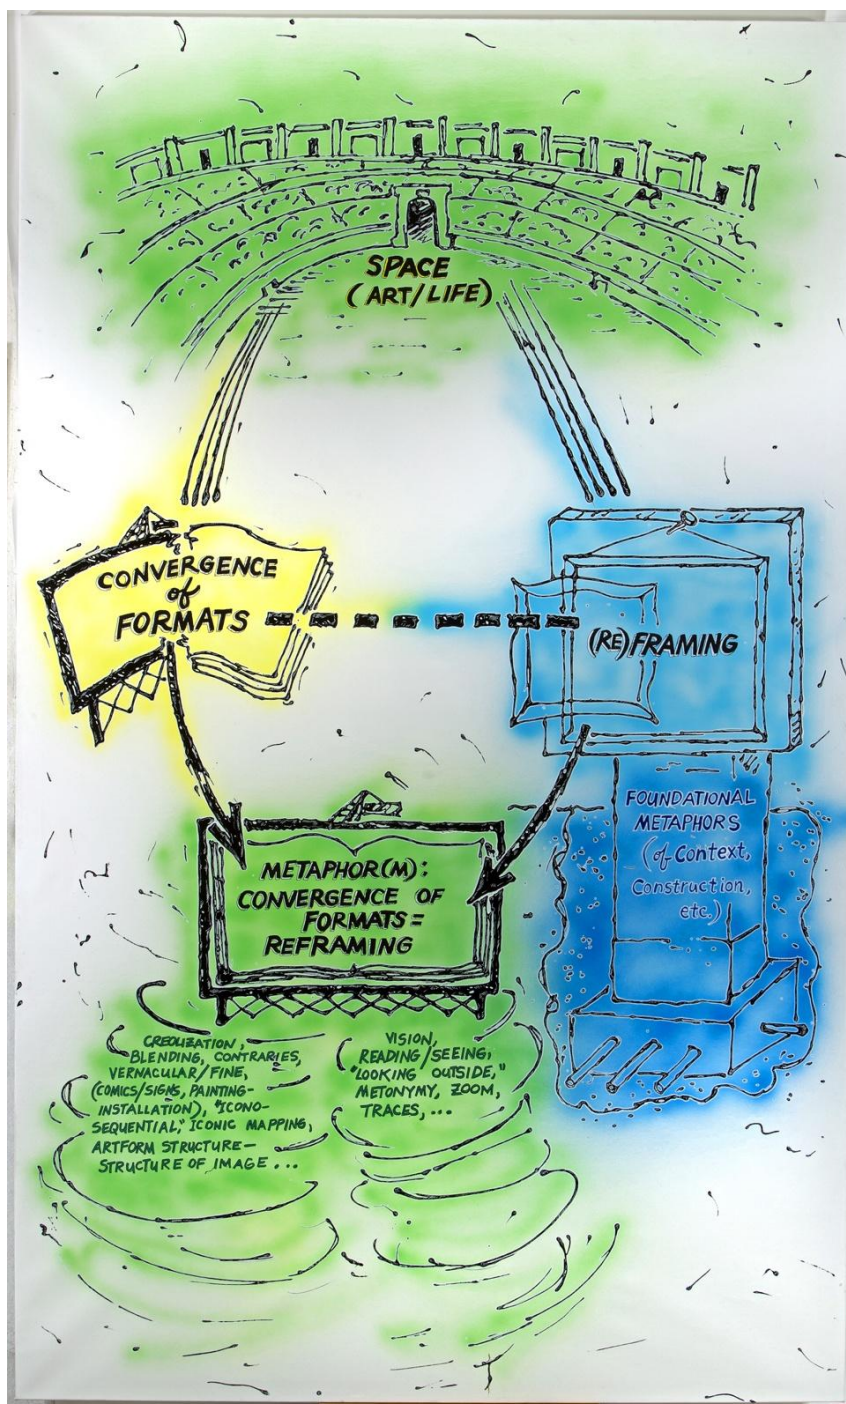 SPACE
(ART/LIFE)
CONVERGENCE
of
FORMATS
(RE)FRAMING
FOUNDATIONAL
METAPHORS
(of Context,
Construction,
etc.)
METAPHOR(M):
CONVERGENCE OF
FORMATS =
REFRAMING
CREOLIZATION,
BLENDING, CONTRARIES,
VERNACULAR/FINE,
(COMICS/SIGNS, PAINTING-
INSTALLATION), "ICONO-
SEQUENTIAL," ICONIC MAPPING,
ARTFORM STRUCTURE—
STRUCTURE OF IMAGE ...
VISION,
READING/SEEING,
"LOOKING OUTSIDE,"
METONYMY, ZOOM,
TRACES, ...